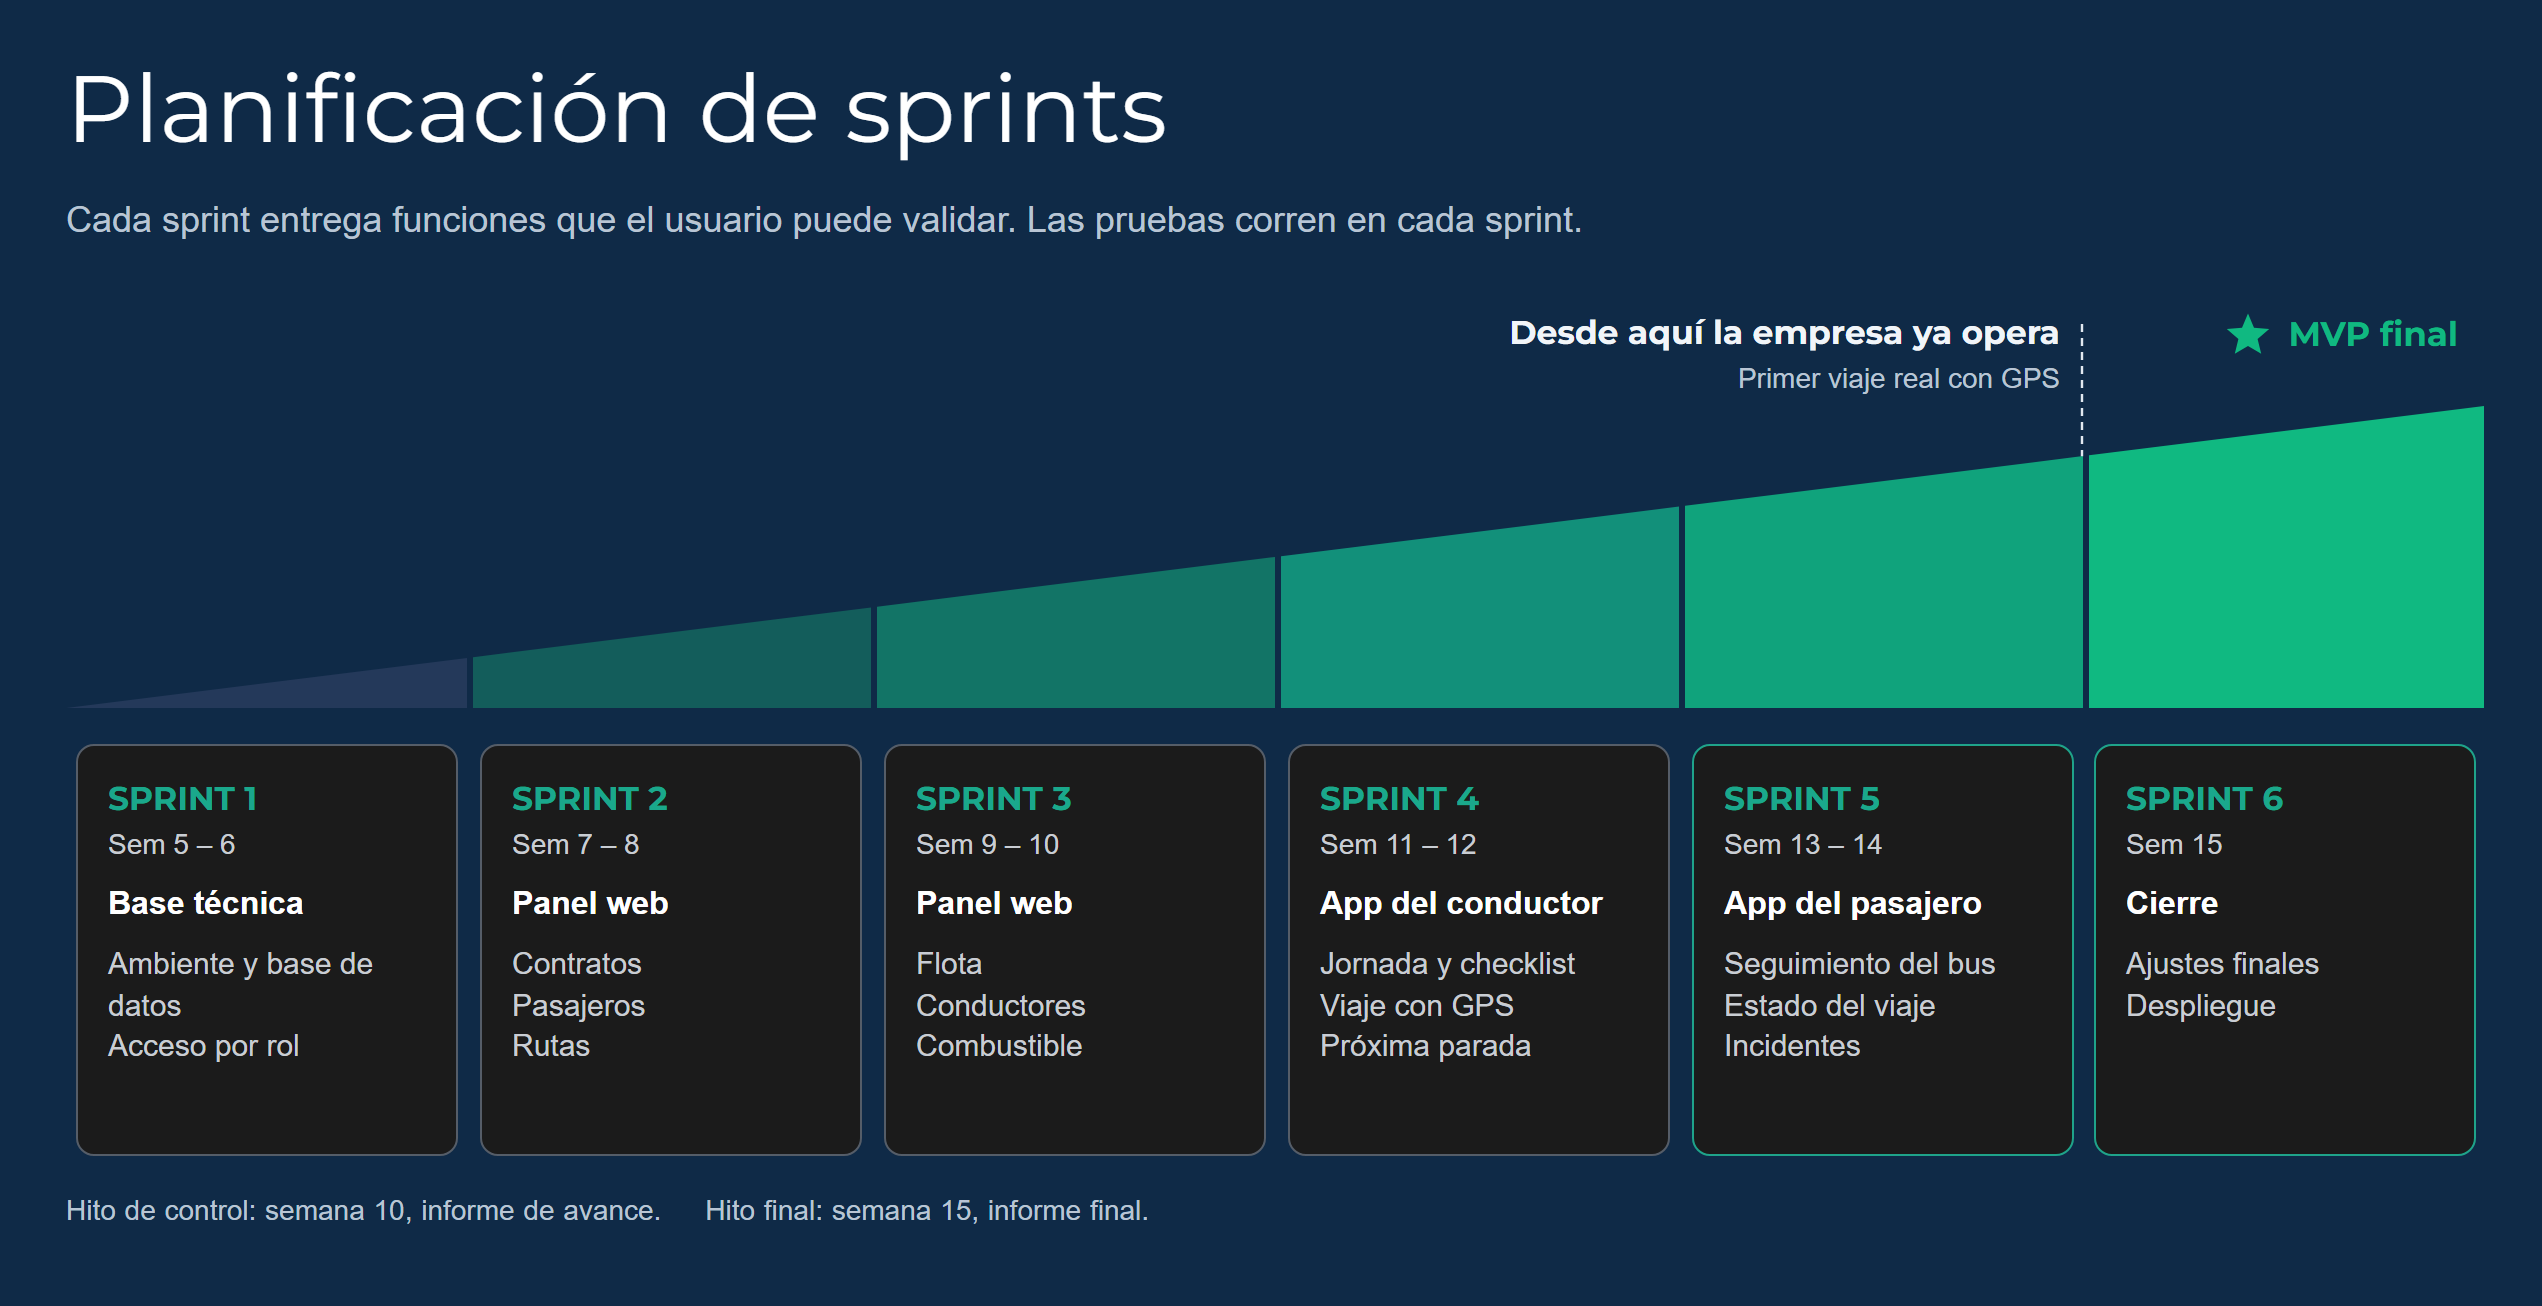 Planificación de sprints
Cada sprint entrega funciones que el usuario puede validar. Las pruebas corren en cada sprint.
Desde aquí la empresa ya opera
Primer viaje real con GPS
MVP final
SPRINT 1
Sem 5 – 6
Base técnica
Ambiente y base de
datos
Acceso por rol
SPRINT 2
Sem 7 – 8
Panel web
Contratos
Pasajeros
Rutas
SPRINT 3
Sem 9 – 10
Panel web
Flota
Conductores
Combustible
SPRINT 4
Sem 11 – 12
App del conductor
Jornada y checklist
Viaje con GPS
Próxima parada
SPRINT 5
Sem 13 – 14
App del pasajero
Seguimiento del bus
Estado del viaje
Incidentes
SPRINT 6
Sem 15
Cierre
Ajustes finales
Despliegue
Hito de control: semana 10, informe de avance. Hito final: semana 15, informe final.